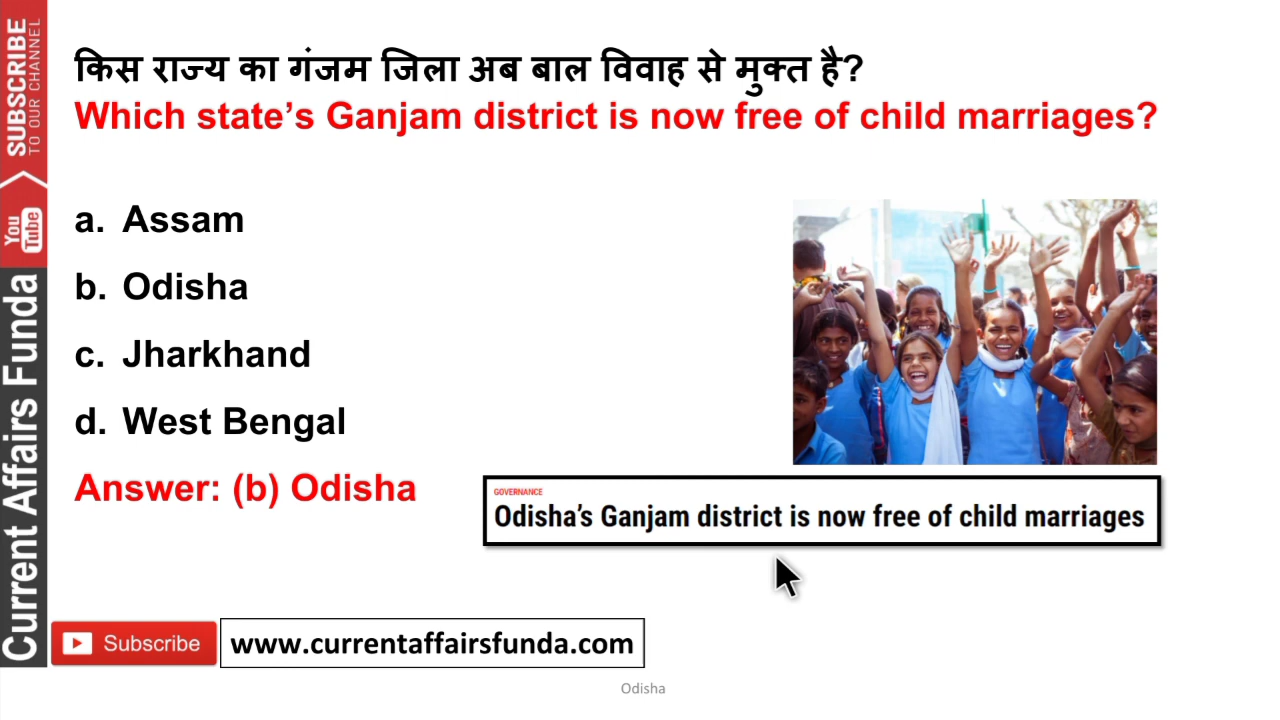 किस राज्य का गंजम जिला अब बाल विवाह से मुक्त है?
Which state’s Ganjam district is now free of child marriages?
a. Assam
b. Odisha
c. Jharkhand
d. West Bengal
Answer: (b) Odisha
GOVERNANCE
Odisha’s Ganjam district is now free of child marriages
SUBSCRIBE
TO OUR CHANNEL
You
Tube
Current Affairs Funda
Subscribe
www.currentaffairsfunda.com
Odisha